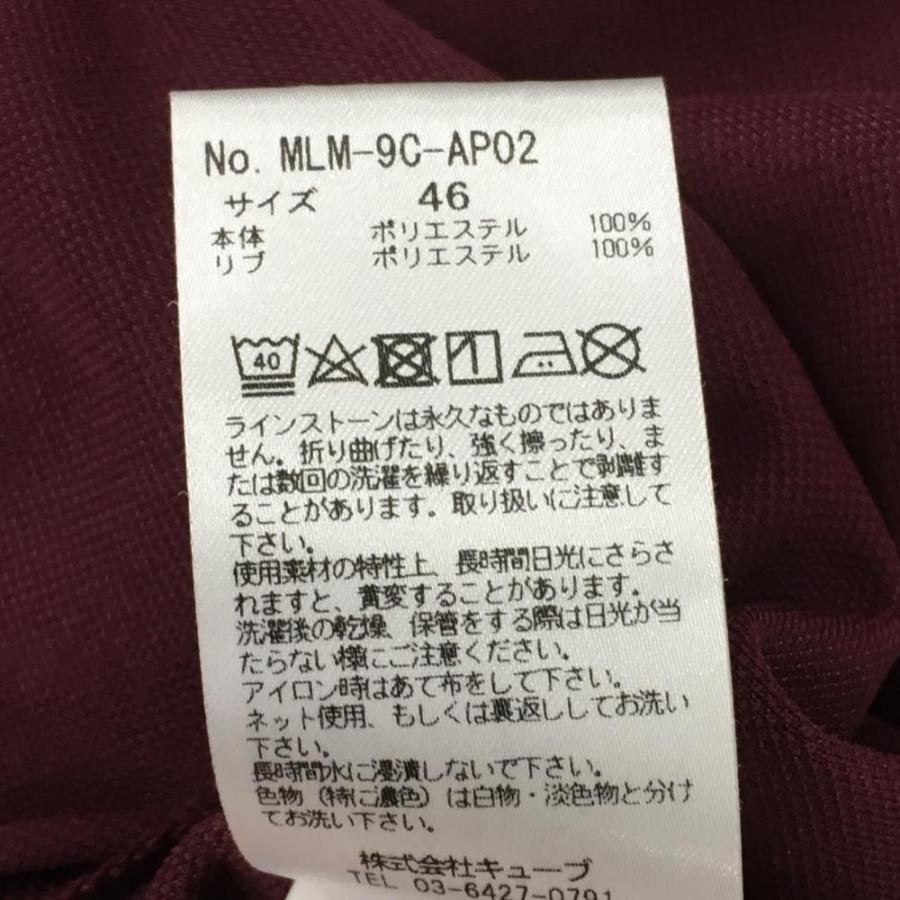 No. MLM-9C-AP02
サイズ 46
本体 ポリエステル 100%
リブ ポリエステル 100%
40
ラインストーンは永久なものではありま
せん。折り曲げたり、強く擦ったり、ま
たは数回の洗濯を繰り返すことで剥離す
ることがあります。取り扱いに注意して
下さい。
使用素材の特性上、長時間日光にさらさ
れますと、黄変することがあります。
洗濯後の乾燥、保管をする際は日光が当
たらない様にご注意ください。
アイロン時はあて布をして下さい。
ネット使用、もしくは裏返ししてお洗い
下さい。
長時間水に浸漬しないで下さい。
色物（特に濃色）は白物・淡色物と分け
てお洗い下さい。
株式会社キューブ
TEL 03-6427-0791